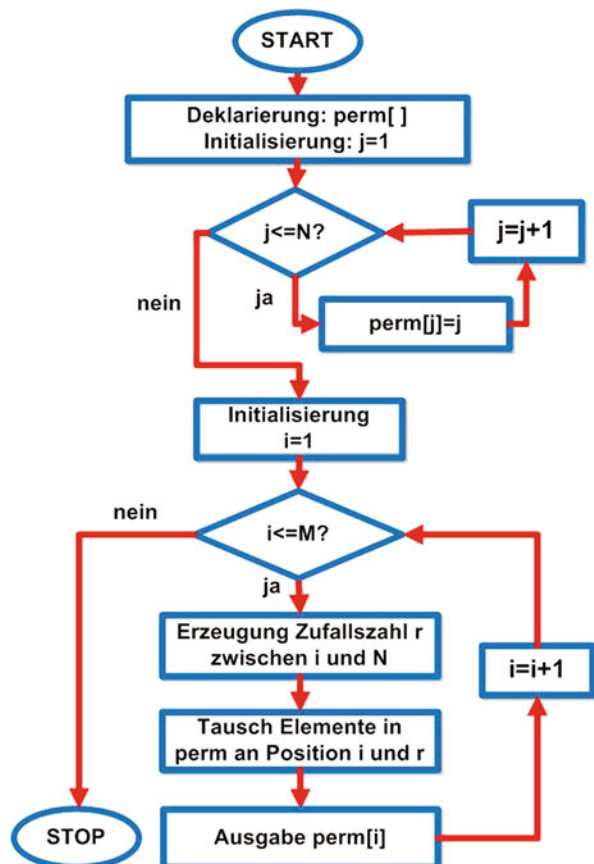 START
Deklarierung: perm[ ]
Initialisierung: j=1
j<=N?
j=j+1
nein
ja
perm[j]=j
Initialisierung
i=1
nein
i<=M?
ja
Erzeugung Zufallszahl r
zwischen i und N
i=i+1
Tausch Elemente in
perm an Position i und r
STOP
Ausgabe perm[i]